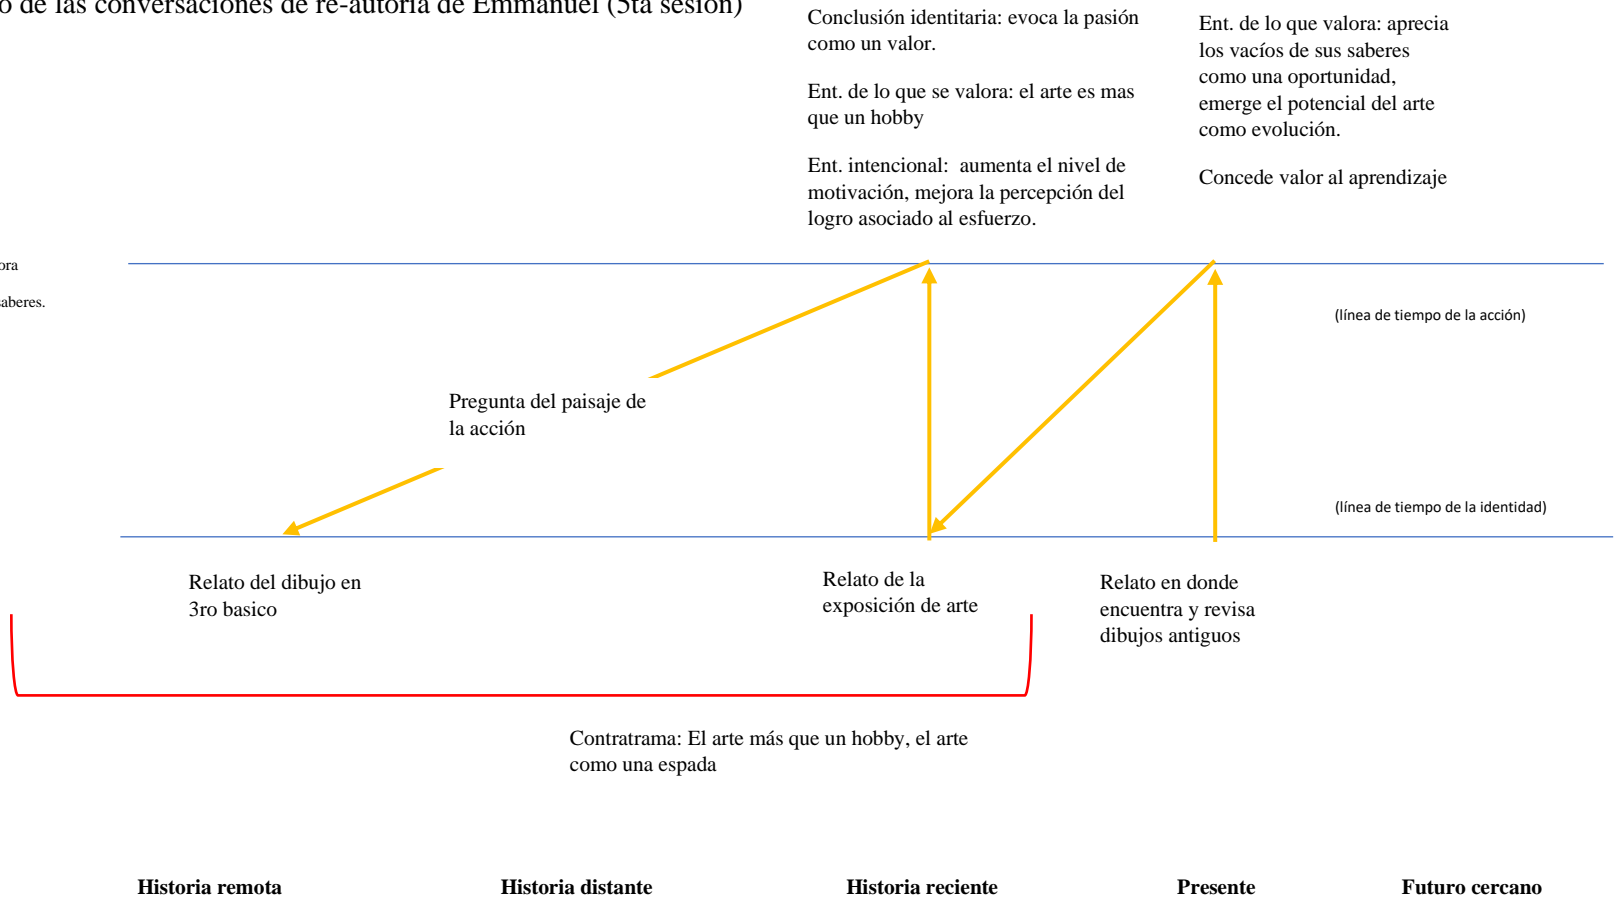 de las conversaciones de re-autoría de Emmanuel (5ta sesión)
Conclusión identitaria: evoca la pasión
como un valor.
Ent. de lo que se valora: el arte es mas
que un hobby
Ent. intencional:  aumenta el nivel de
motivación, mejora la percepción del
logro asociado al esfuerzo.
Ent. de lo que valora: aprecia
los vacíos de sus saberes
como una oportunidad,
emerge el potencial del arte
como evolución.
Concede valor al aprendizaje
saberes.
(línea de tiempo de la acción)
Pregunta del paisaje de
la acción
(línea de tiempo de la identidad)
Relato del dibujo en
3ro basico
Relato de la
exposición de arte
Relato en donde
encuentra y revisa
dibujos antiguos
Contratrama: El arte más que un hobby, el arte
como una espada
Historia remota
Historia distante
Historia reciente
Presente
Futuro cercano